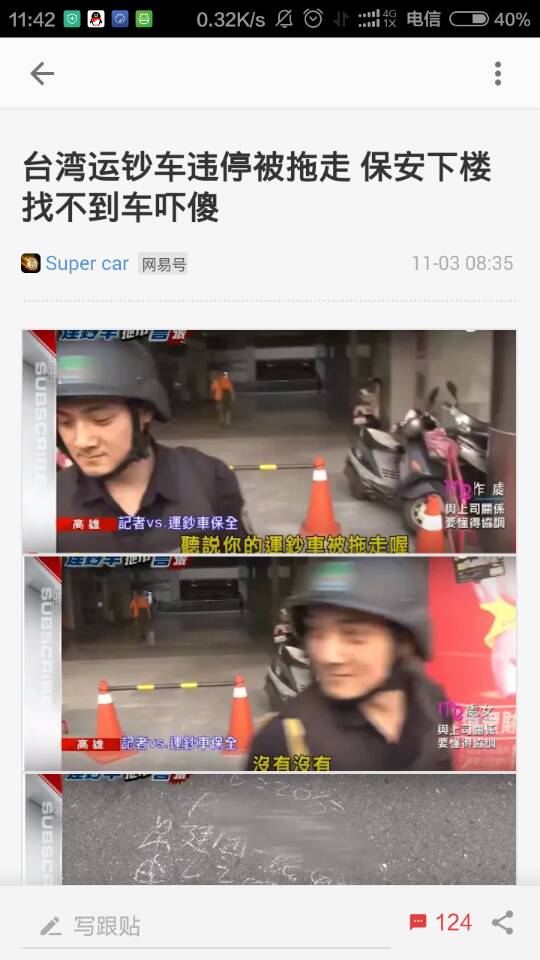 11:42
0.32K/s
4G
1X
电信
40%
台湾运钞车违停被拖走 保安下楼
找不到车吓傻
Super car
网易号
11-03 08:35
SUBSCRIBE
作 處
與上司關係
要懂得協調
高雄
記者vs.運鈔車保全
聽説你的運鈔車被拖走喔
SUBSCRIBE
處女
與上司關係
要懂得協調
高雄
記者vs.運鈔車保全
沒有沒有
SUBSCRIBE
写跟贴
124